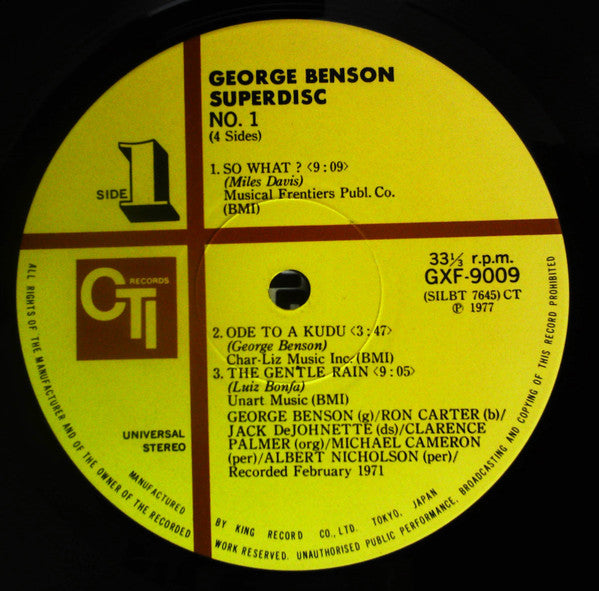 GEORGE BENSON
SUPERDISC
NO. 1
(4 Sides)
SIDE 1
1. SO WHAT ? <9:09>
(Miles Davis)
Musical Frentiers Publ. Co.
(BMI)
33⅓ r.p.m.
GXF-9009
(SILBT 7645) CT
℗ 1977
CTI RECORDS
2. ODE TO A KUDU <3:47>
(George Benson)
Char-Liz Music Inc. (BMI)
3. THE GENTLE RAIN <9:05>
(Luiz Bonfa)
Unart Music (BMI)
GEORGE BENSON (g)/RON CARTER (b)/
JACK DeJOHNETTE (ds)/CLARENCE
PALMER (org)/MICHAEL CAMERON
(per)/ALBERT NICHOLSON (per)/
Recorded February 1971
UNIVERSAL
STEREO
MANUFACTURED BY KING RECORD CO., LTD. TOKYO, JAPAN
ALL RIGHTS OF THE MANUFACTURER AND OF THE OWNER OF THE RECORDED WORK RESERVED. UNAUTHORISED PUBLIC PERFORMANCE, BROADCASTING AND COPYING OF THIS RECORD PROHIBITED